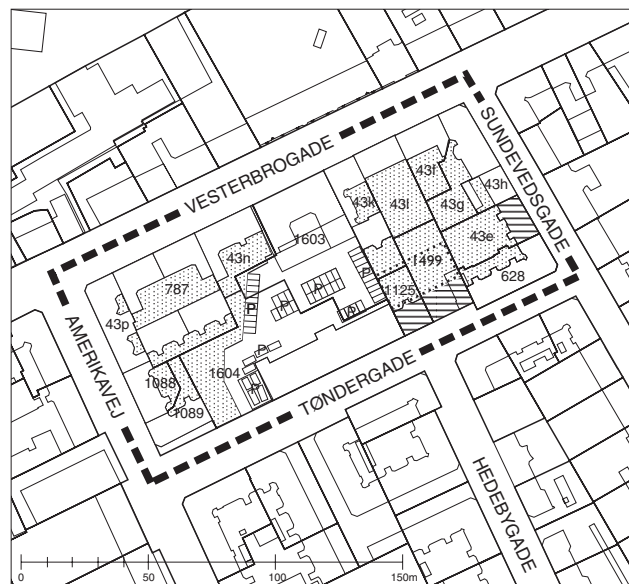 VESTERBROGADE
SUNDEVEDSGADE
43f
43h
43k
43l
43g
1603
43e
43n
1499
628
P
787
P
P
1125
P
43p
P
1604
1088
P
1089
AMERIKAVEJ
TØNDERGADE
HEDEBYGADE
0 50 100 150m